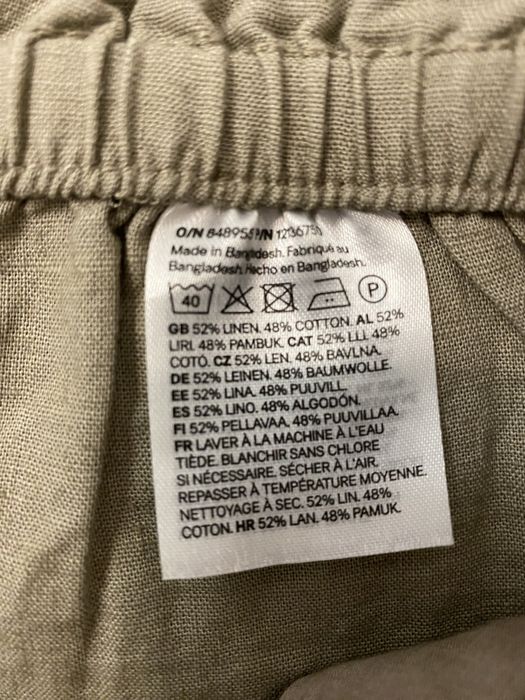 O/N 848955 P/N 1236750
Made in Bangladesh. Fabriqué au
Bangladesh. Hecho en Bangladesh.
40 P
GB 52% LINEN. 48% COTTON. AL 52%
LIRI. 48% PAMBUK. CAT 52% LLI. 48%
COTÓ. CZ 52% LEN. 48% BAVLNA.
DE 52% LEINEN. 48% BAUMWOLLE.
EE 52% LINA. 48% PUUVILL.
ES 52% LINO. 48% ALGODÓN.
FI 52% PELLAVAA. 48% PUUVILLAA.
FR LAVER À LA MACHINE À L'EAU
TIÈDE. BLANCHIR SANS CHLORE
SI NÉCESSAIRE. SÉCHER À L'AIR.
REPASSER À TEMPÉRATURE MOYENNE.
NETTOYAGE À SEC. 52% LIN. 48%
COTON. HR 52% LAN. 48% PAMUK.